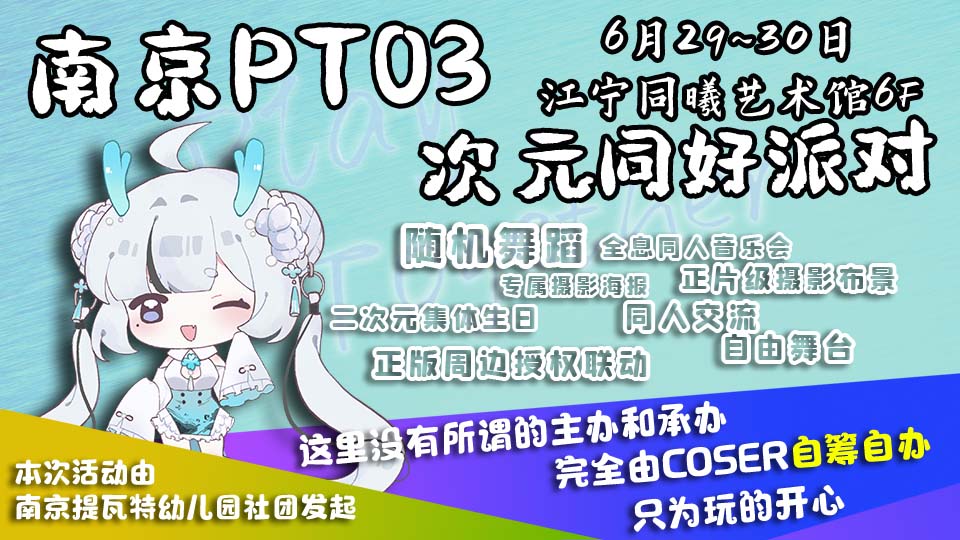 南京PT03
6月29~30日
江宁同曦艺术馆6F
次元同好派对
Play Together
随机舞蹈
全息同人音乐会
专属摄影海报
正片级摄影布景
二次元集体生日
同人交流
正版周边授权联动
自由舞台
这里没有所谓的主办和承办
完全由COSER自筹自办
只为玩的开心
本次活动由
南京提瓦特幼儿园社团发起